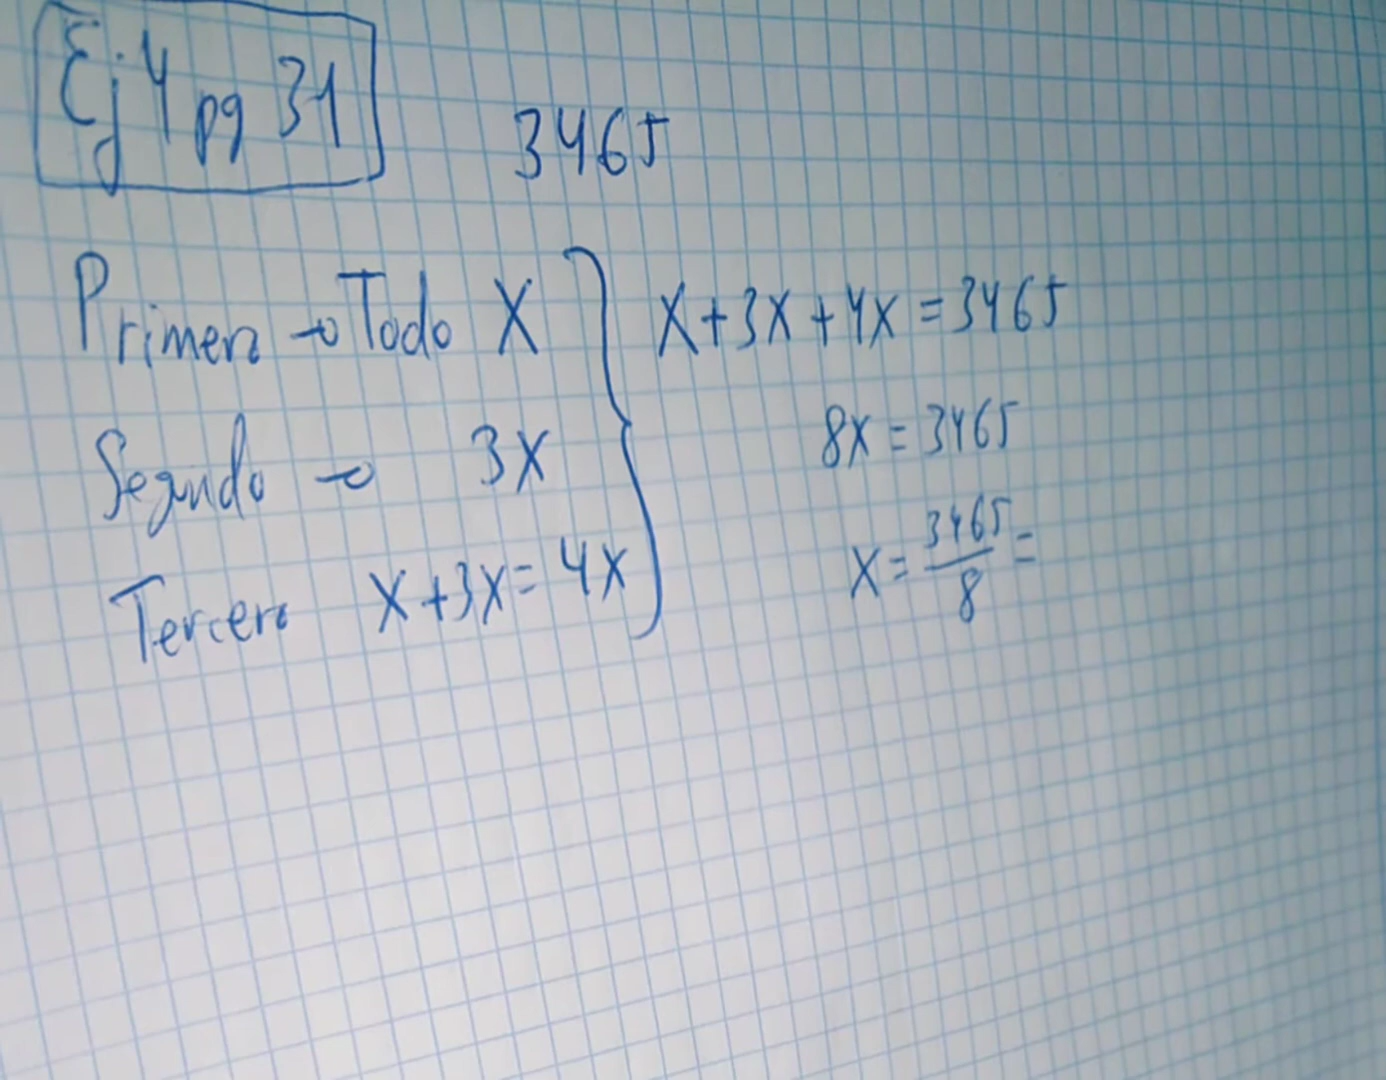 Ej 4 pg 31
3465
Primero → Todo X
Segundo → 3X
Tercero X+3X=4X
X+3X+4X=3465
8X=3465
X=3465/8=